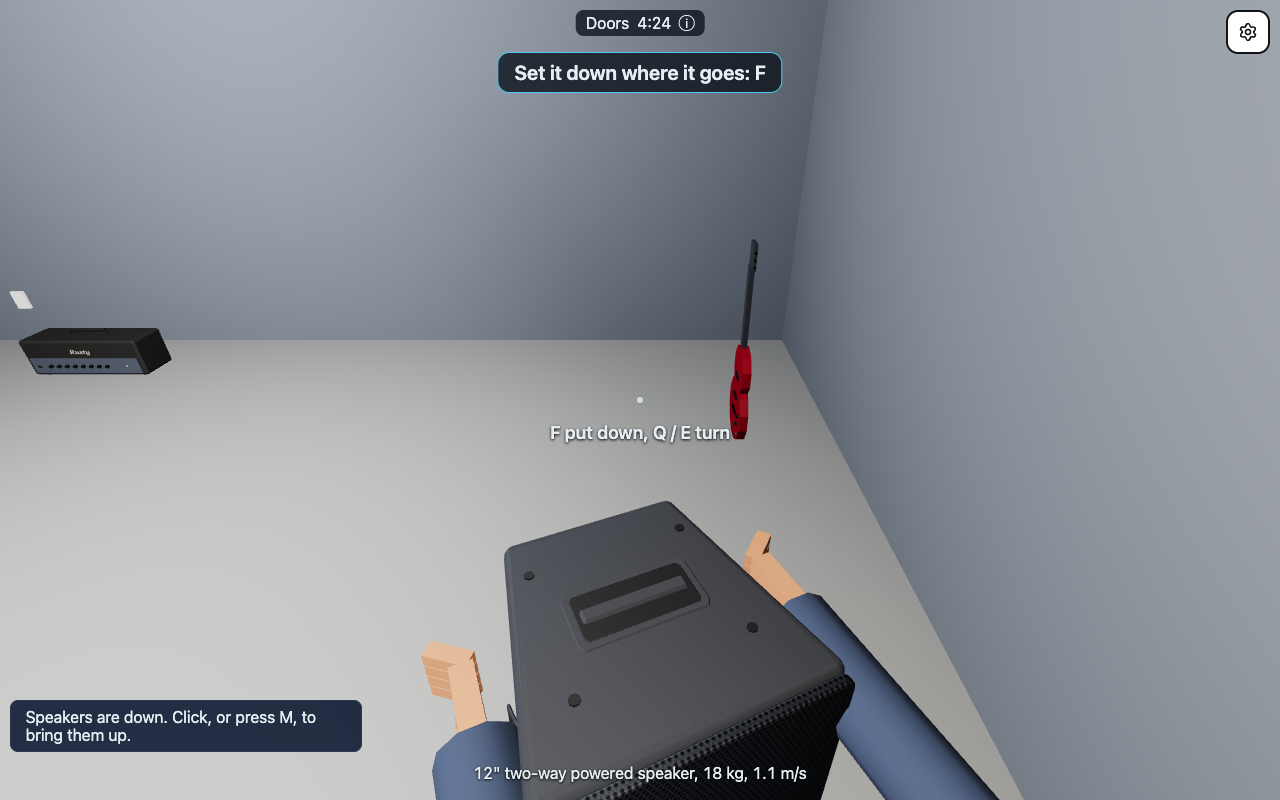 Doors 4:24 ⓘ
Set it down where it goes: F
Rusty
F put down, Q / E turn
Speakers are down. Click, or press M, to
bring them up.
12" two-way powered speaker, 18 kg, 1.1 m/s